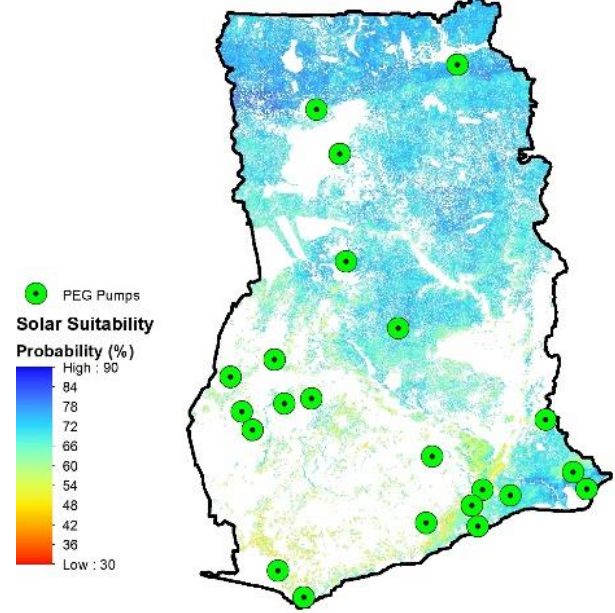 PEG Pumps
Solar Suitability
Probability (%)
High : 90
84
78
72
66
60
54
48
42
36
Low : 30